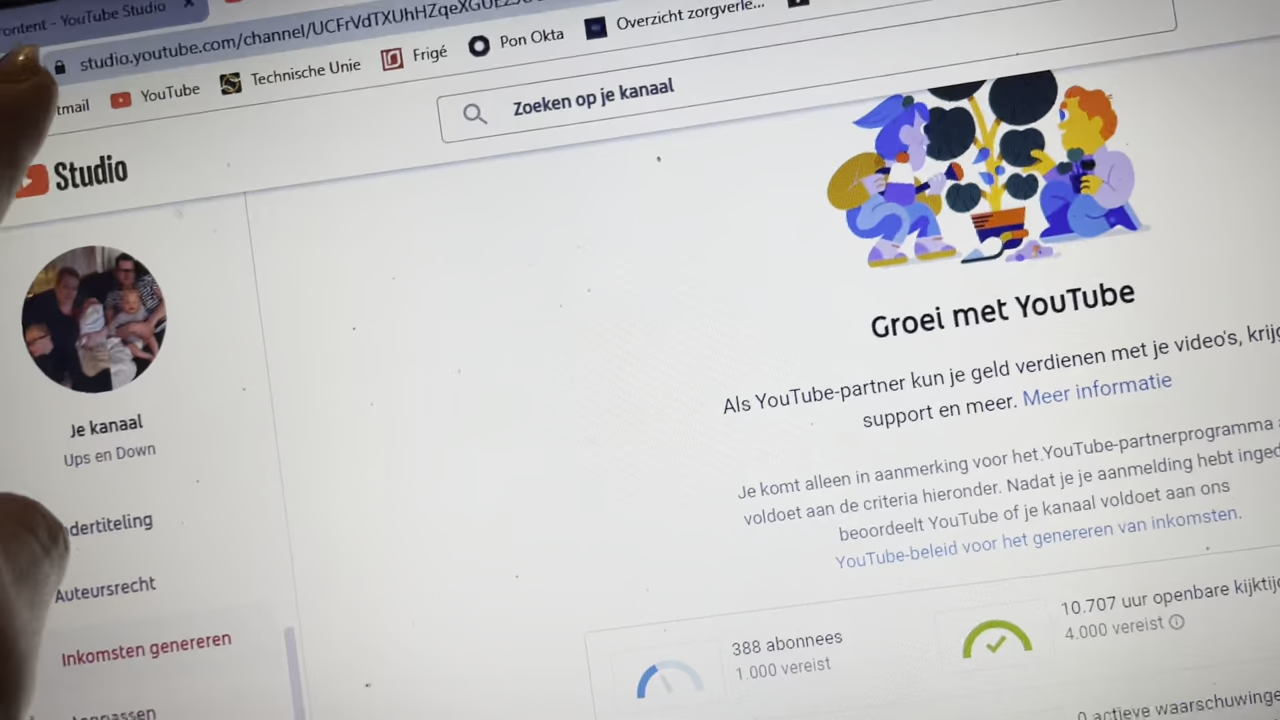 ontent - YouTube Studio
studio.youtube.com/channel/UCFrVdTXUhHZqeXGUEZ
tmail YouTube Technische Unie Frigé Pon Okta Overzicht zorgverle...
Studio
Zoeken op je kanaal
Groei met YouTube
Als YouTube-partner kun je geld verdienen met je video's, krijg
support en meer. Meer informatie
Je komt alleen in aanmerking voor het YouTube-partnerprogramma a
voldoet aan de criteria hieronder. Nadat je je aanmelding hebt inged
beoordeelt YouTube of je kanaal voldoet aan ons
YouTube-beleid voor het genereren van inkomsten.
Je kanaal
Ups en Down
dertiteling
Auteursrecht
Inkomsten genereren
388 abonnees
1.000 vereist
10.707 uur openbare kijktijd
4.000 vereist
0 actieve waarschuwinge